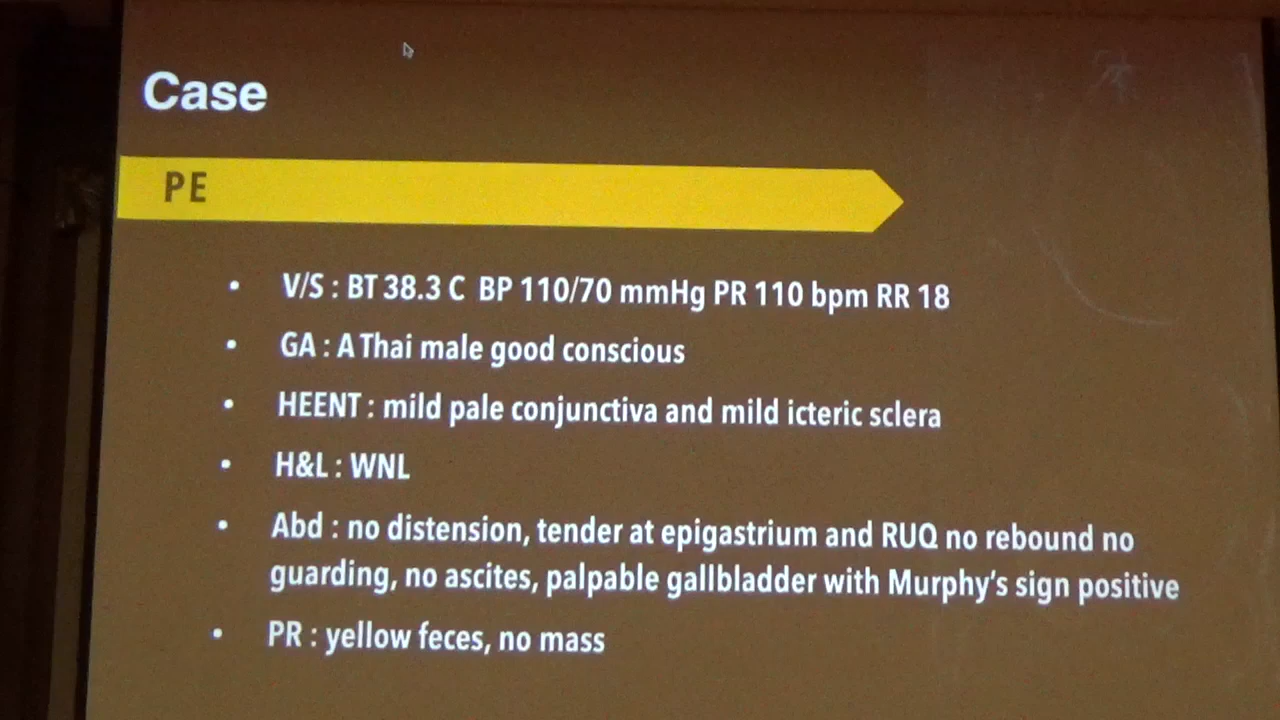 Case
PE
• V/S : BT 38.3 C BP 110/70 mmHg PR 110 bpm RR 18
• GA : A Thai male good conscious
• HEENT : mild pale conjunctiva and mild icteric sclera
• H&L : WNL
• Abd : no distension, tender at epigastrium and RUQ no rebound no
guarding, no ascites, palpable gallbladder with Murphy's sign positive
• PR : yellow feces, no mass